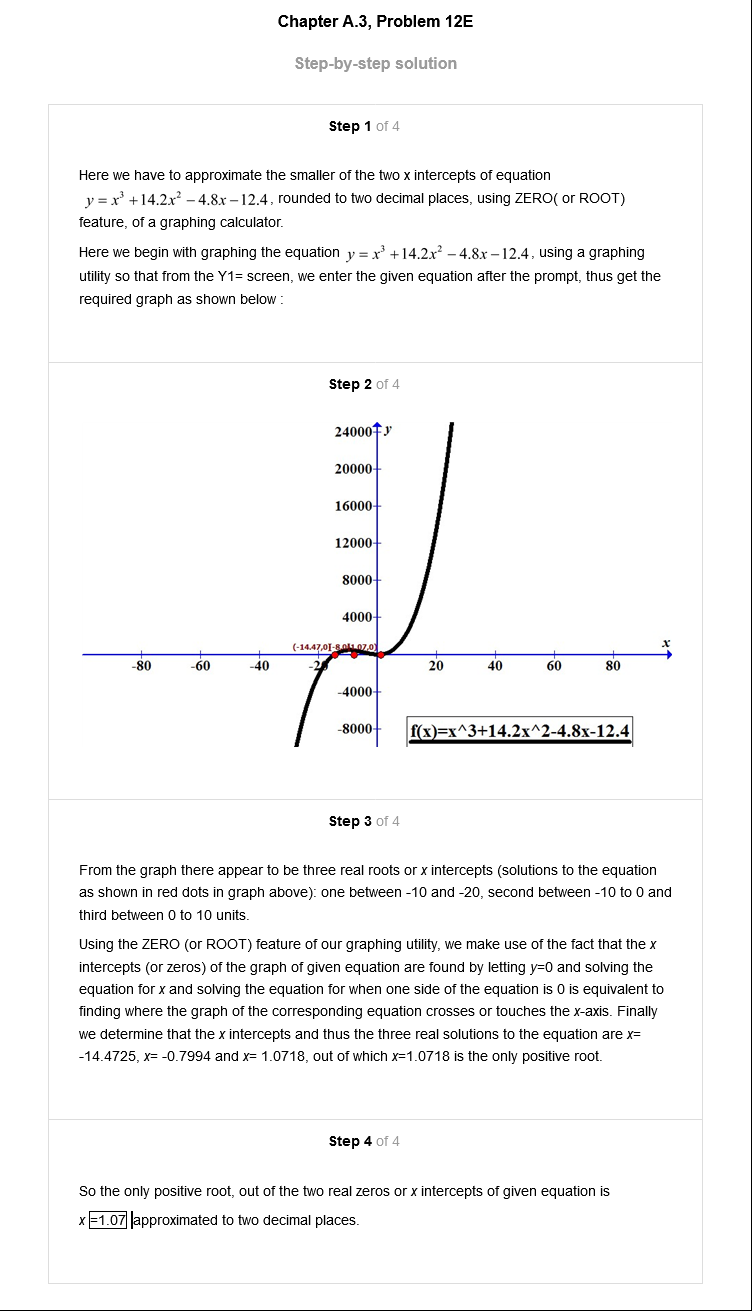 Chapter A.3, Problem 12E
Step-by-step solution
Step 1 of 4
Here we have to approximate the smaller of the two x intercepts of equation
y = x³ + 14.2x² − 4.8x − 12.4, rounded to two decimal places, using ZERO( or ROOT)
feature, of a graphing calculator.
Here we begin with graphing the equation y = x³ + 14.2x² − 4.8x − 12.4, using a graphing
utility so that from the Y1= screen, we enter the given equation after the prompt, thus get the
required graph as shown below :
Step 2 of 4
24000 y
20000
16000
12000
8000
4000
(-14.47,0) 1.07,0)
x
-80 -60 -40 -20 20 40 60 80
-4000
-8000
f(x)=x^3+14.2x^2-4.8x-12.4
Step 3 of 4
From the graph there appear to be three real roots or x intercepts (solutions to the equation
as shown in red dots in graph above): one between -10 and -20, second between -10 to 0 and
third between 0 to 10 units.
Using the ZERO (or ROOT) feature of our graphing utility, we make use of the fact that the x
intercepts (or zeros) of the graph of given equation are found by letting y=0 and solving the
equation for x and solving the equation for when one side of the equation is 0 is equivalent to
finding where the graph of the corresponding equation crosses or touches the x-axis. Finally
we determine that the x intercepts and thus the three real solutions to the equation are x=
-14.4725, x= -0.7994 and x= 1.0718, out of which x=1.0718 is the only positive root.
Step 4 of 4
So the only positive root, out of the two real zeros or x intercepts of given equation is
x =1.07 approximated to two decimal places.